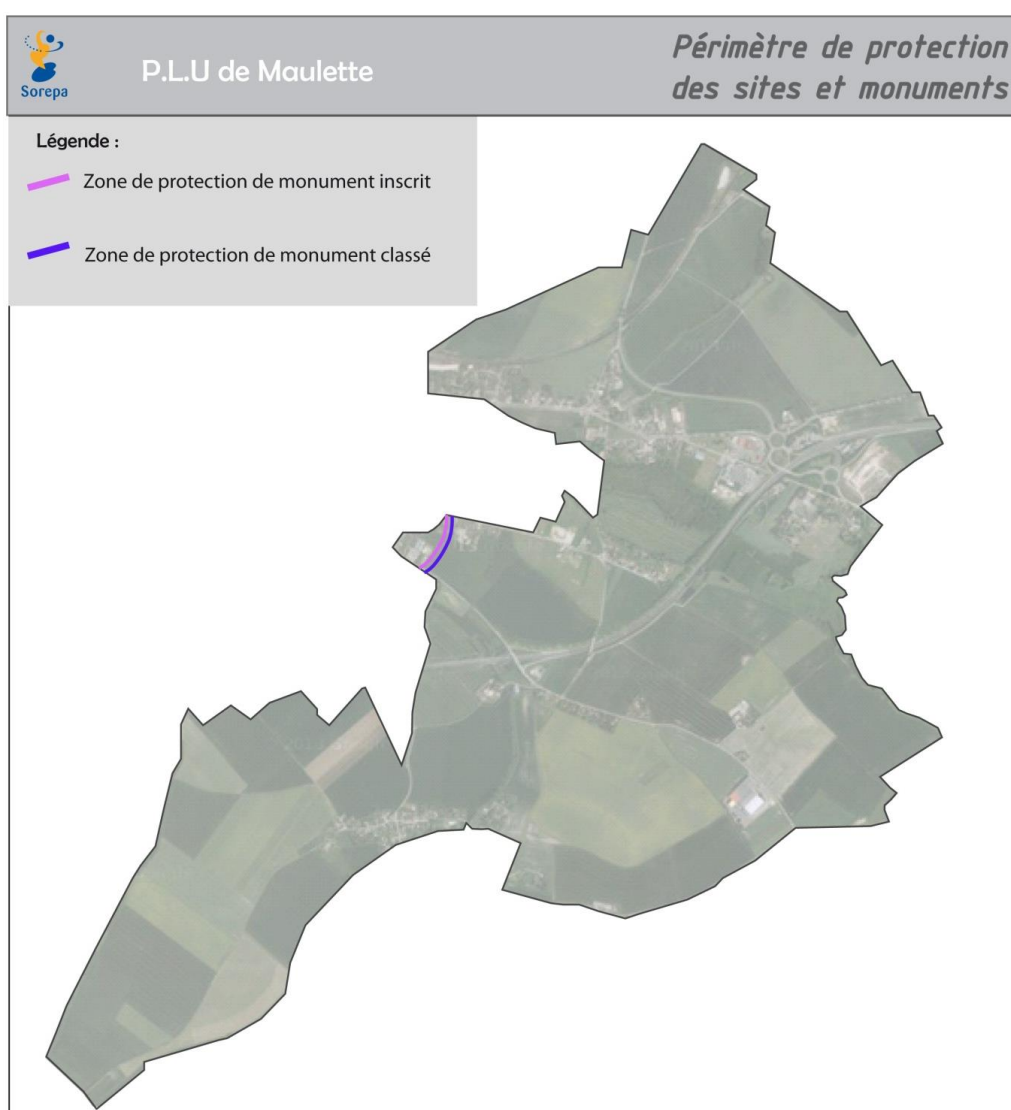 Sorepa
P.L.U de Maulette
Périmètre de protection
des sites et monuments
Légende :
Zone de protection de monument inscrit
Zone de protection de monument classé